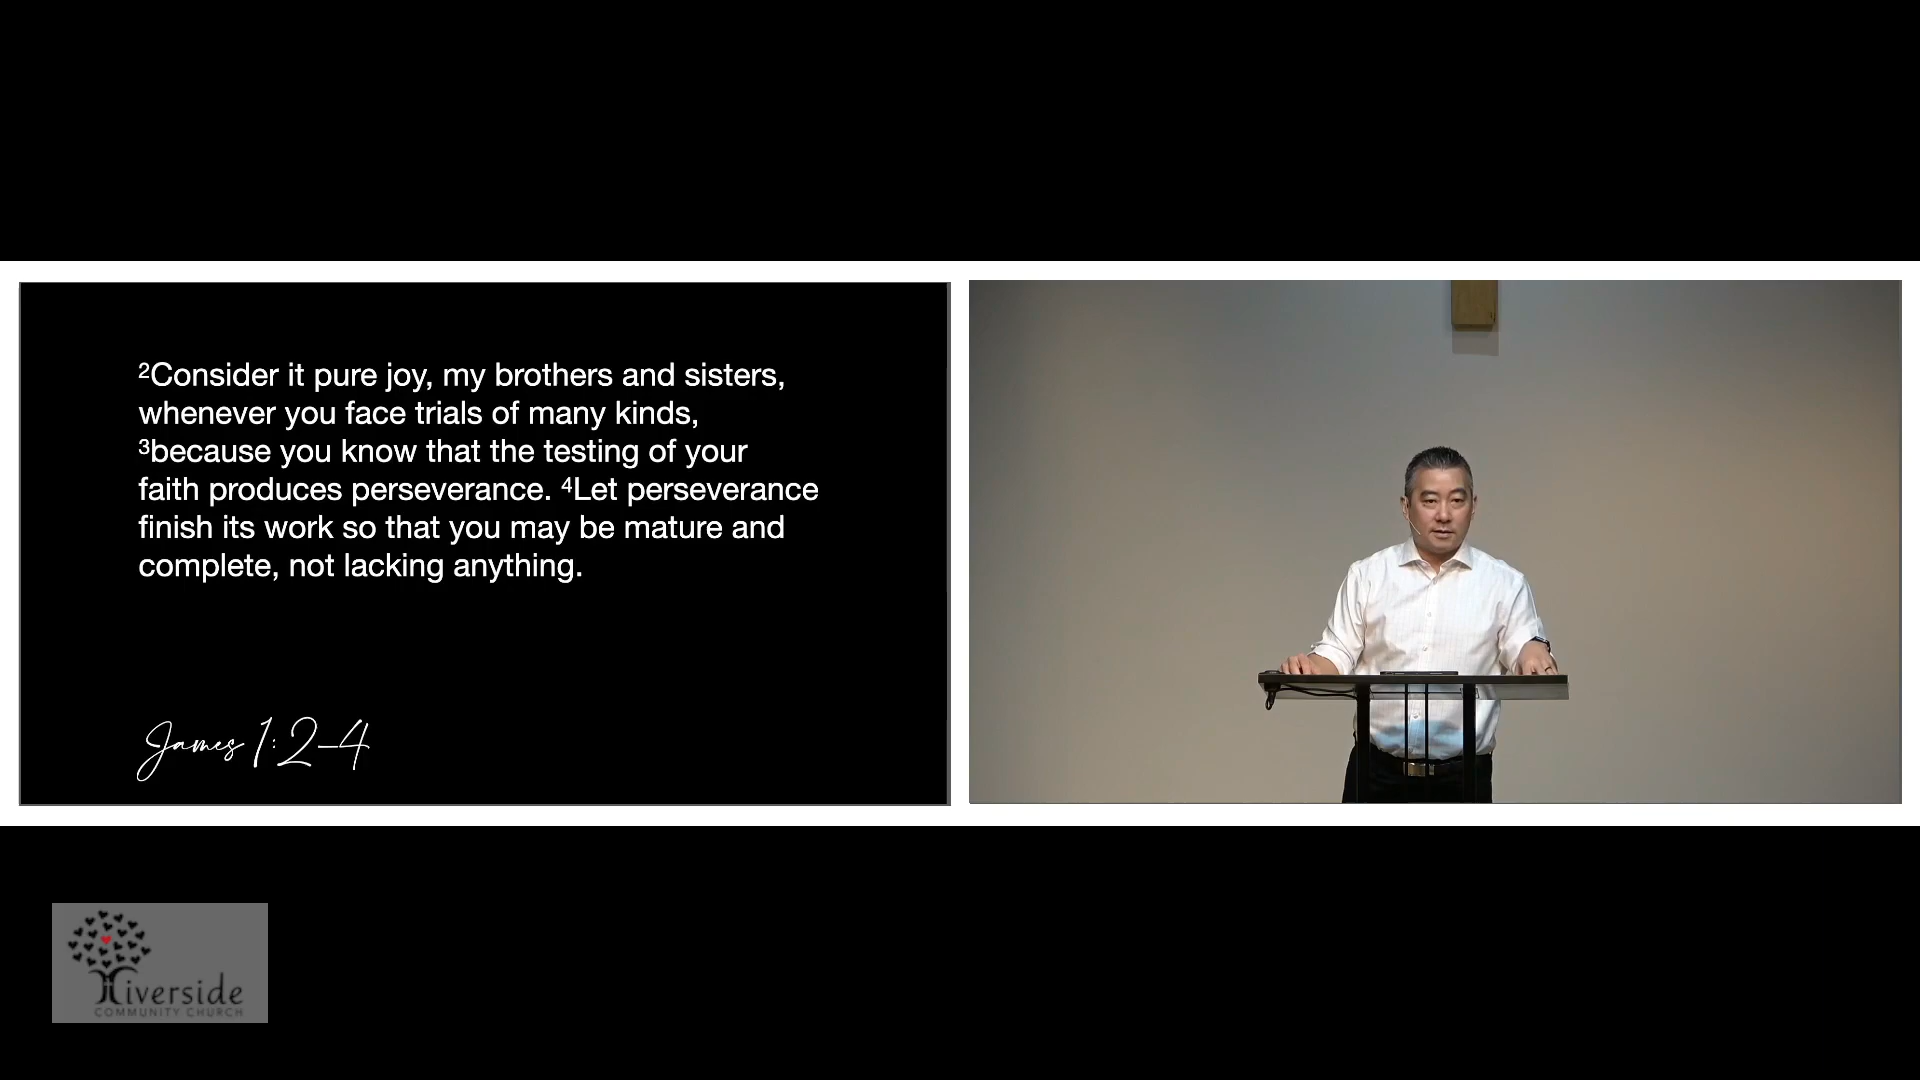 ²Consider it pure joy, my brothers and sisters,
whenever you face trials of many kinds,
³because you know that the testing of your
faith produces perseverance. ⁴Let perseverance
finish its work so that you may be mature and
complete, not lacking anything.
James 1:2–4
Riverside
COMMUNITY CHURCH